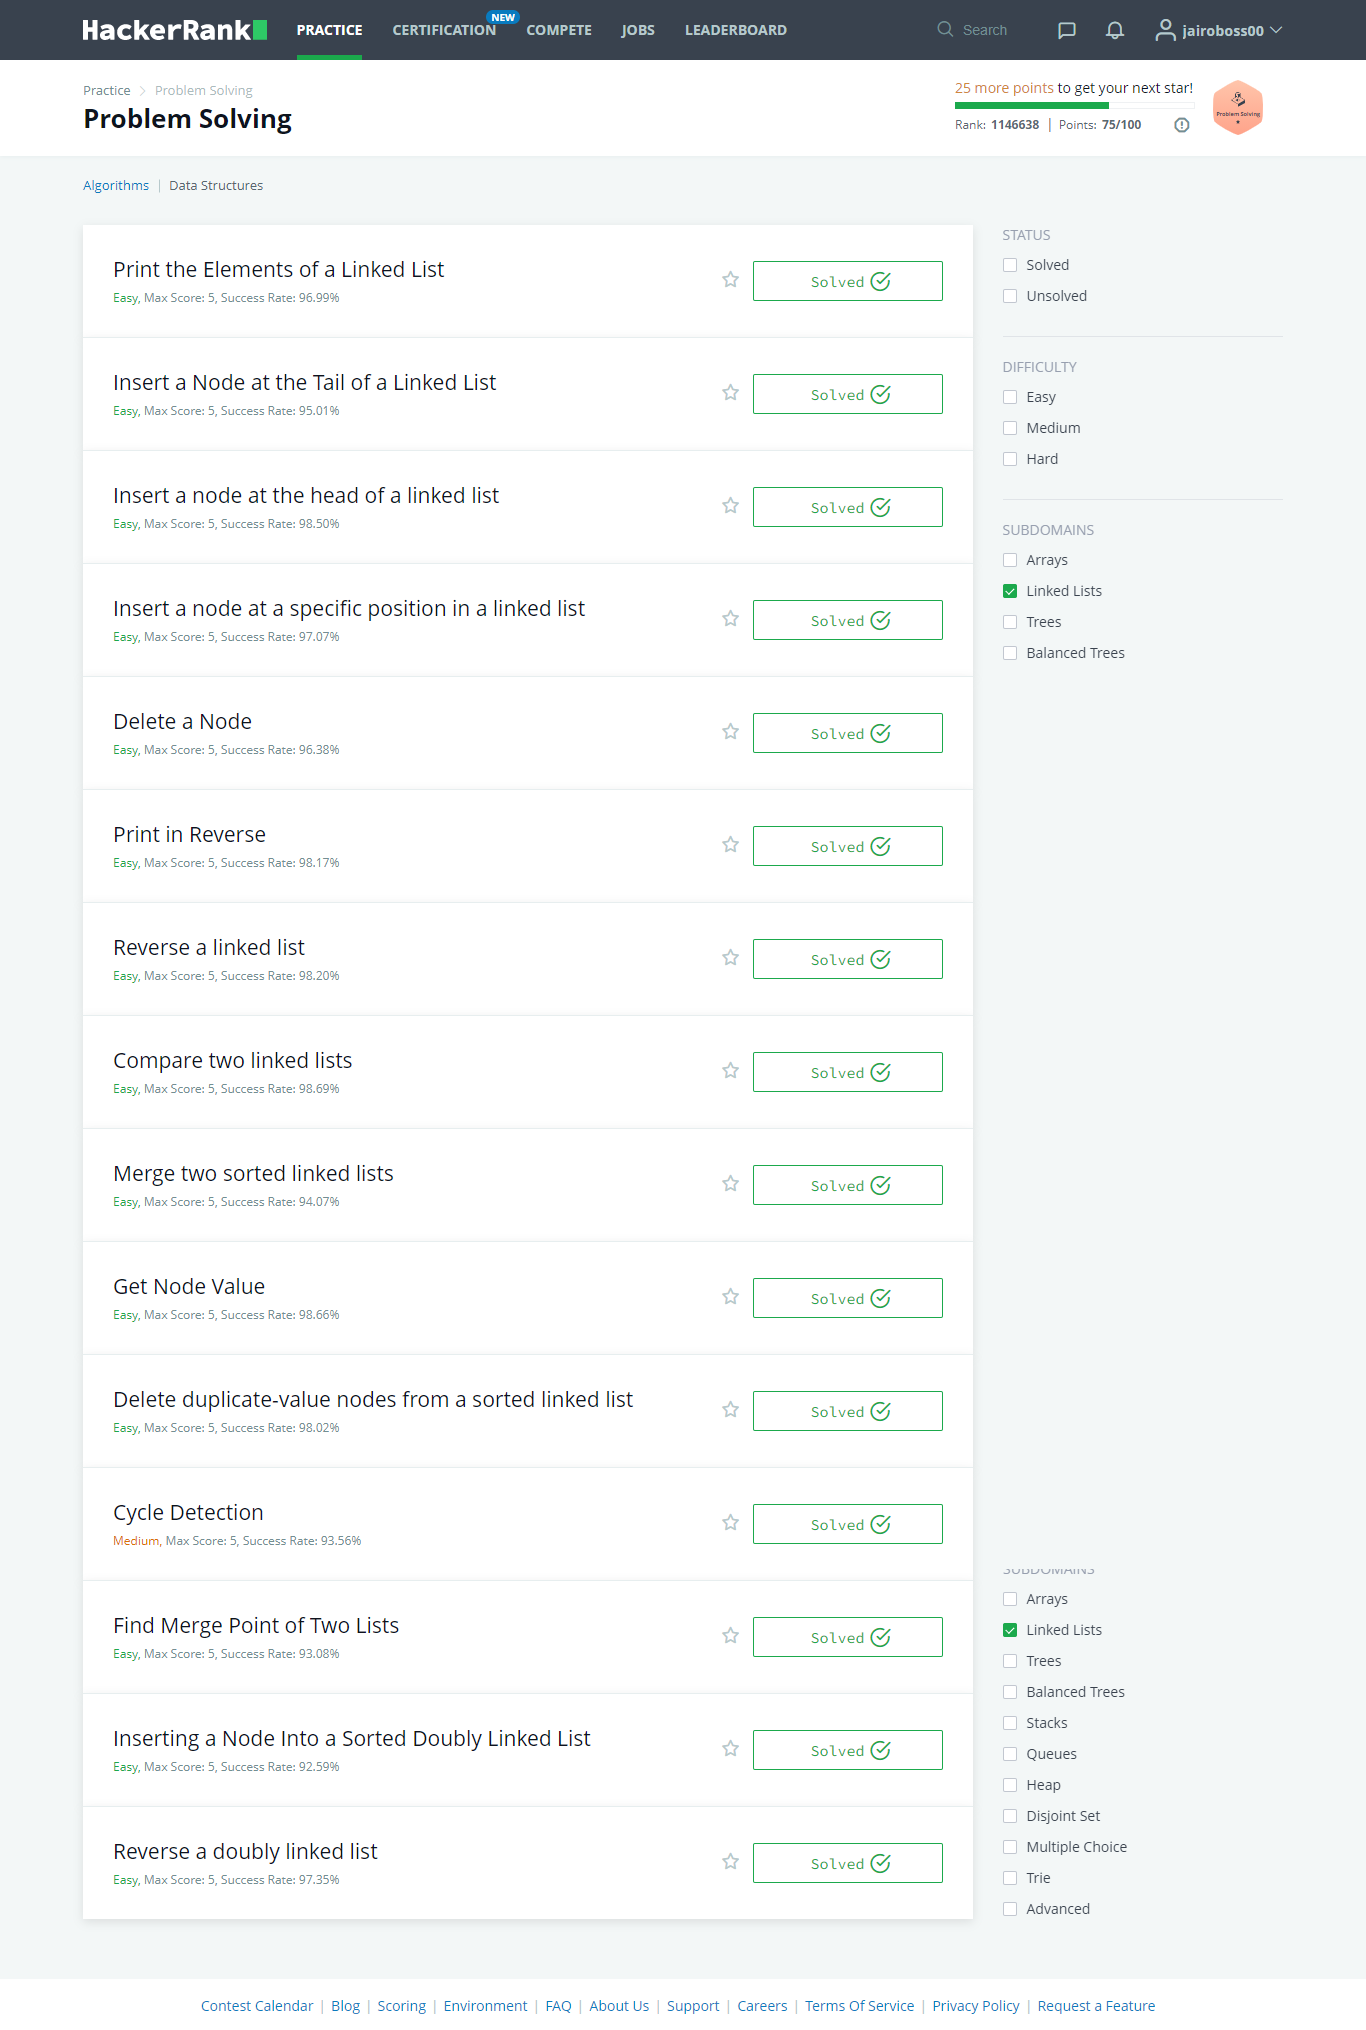 HackerRank PRACTICE CERTIFICATION NEW COMPETE JOBS LEADERBOARD Search jairoboss00
Practice Problem Solving
Problem Solving
25 more points to get your next star!
Rank: 1146638 | Points: 75/100
Problem Solving
Algorithms | Data Structures
Print the Elements of a Linked List
Easy, Max Score: 5, Success Rate: 96.99%
Solved
Insert a Node at the Tail of a Linked List
Easy, Max Score: 5, Success Rate: 95.01%
Solved
Insert a node at the head of a linked list
Easy, Max Score: 5, Success Rate: 98.50%
Solved
Insert a node at a specific position in a linked list
Easy, Max Score: 5, Success Rate: 97.07%
Solved
Delete a Node
Easy, Max Score: 5, Success Rate: 96.38%
Solved
Print in Reverse
Easy, Max Score: 5, Success Rate: 98.17%
Solved
Reverse a linked list
Easy, Max Score: 5, Success Rate: 98.20%
Solved
Compare two linked lists
Easy, Max Score: 5, Success Rate: 98.69%
Solved
Merge two sorted linked lists
Easy, Max Score: 5, Success Rate: 94.07%
Solved
Get Node Value
Easy, Max Score: 5, Success Rate: 98.66%
Solved
Delete duplicate-value nodes from a sorted linked list
Easy, Max Score: 5, Success Rate: 98.02%
Solved
Cycle Detection
Medium, Max Score: 5, Success Rate: 93.56%
Solved
Find Merge Point of Two Lists
Easy, Max Score: 5, Success Rate: 93.08%
Solved
Inserting a Node Into a Sorted Doubly Linked List
Easy, Max Score: 5, Success Rate: 92.59%
Solved
Reverse a doubly linked list
Easy, Max Score: 5, Success Rate: 97.35%
Solved
STATUS
Solved
Unsolved
DIFFICULTY
Easy
Medium
Hard
SUBDOMAINS
Arrays
Linked Lists
Trees
Balanced Trees
SUBDOMAINS
Arrays
Linked Lists
Trees
Balanced Trees
Stacks
Queues
Heap
Disjoint Set
Multiple Choice
Trie
Advanced
Contest Calendar | Blog | Scoring | Environment | FAQ | About Us | Support | Careers | Terms Of Service | Privacy Policy | Request a Feature